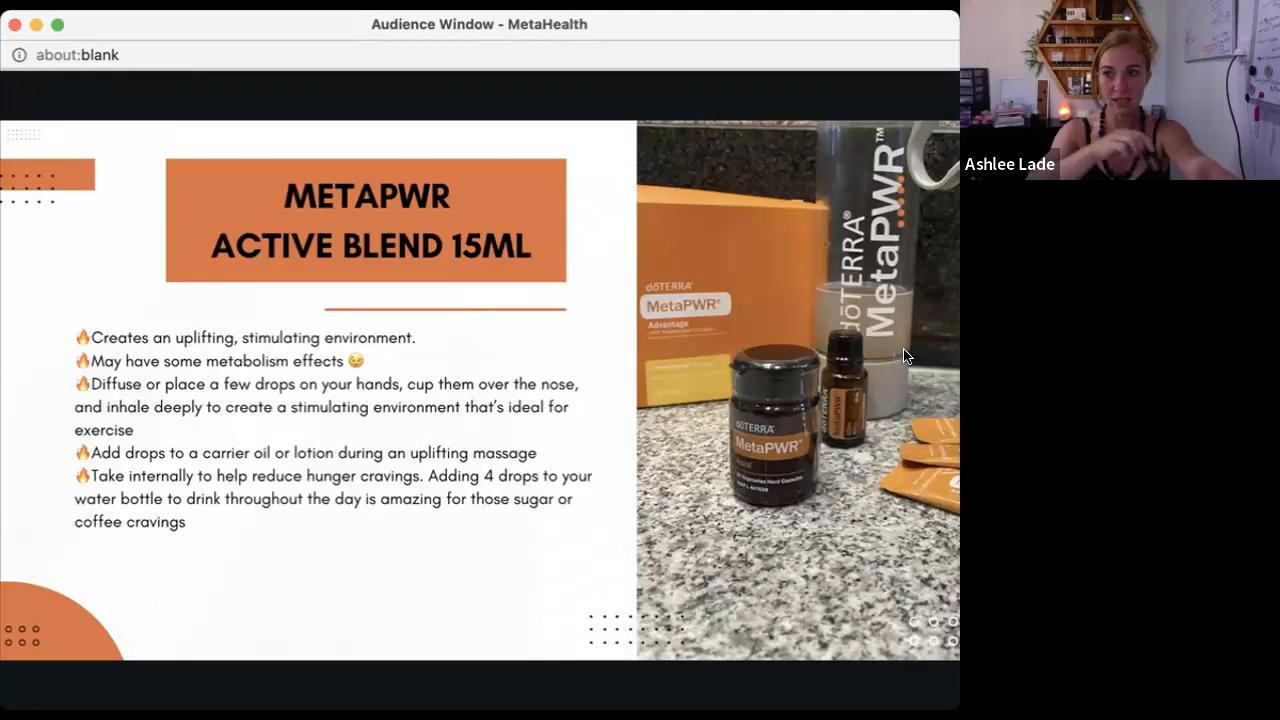 Audience Window - MetaHealth
about:blank
METAPWR
ACTIVE BLEND 15ML
🔥Creates an uplifting, stimulating environment.
🔥May have some metabolism effects 😉
🔥Diffuse or place a few drops on your hands, cup them over the nose,
and inhale deeply to create a stimulating environment that's ideal for
exercise
🔥Add drops to a carrier oil or lotion during an uplifting massage
🔥Take internally to help reduce hunger cravings. Adding 4 drops to your
water bottle to drink throughout the day is amazing for those sugar or
coffee cravings
dōTERRA
MetaPWR®
Advantage
dōTERRA®
MetaPWR™
dōTERRA
MetaPWR
dōTERRA
MetaPWR®
Assist
Ashlee Lade